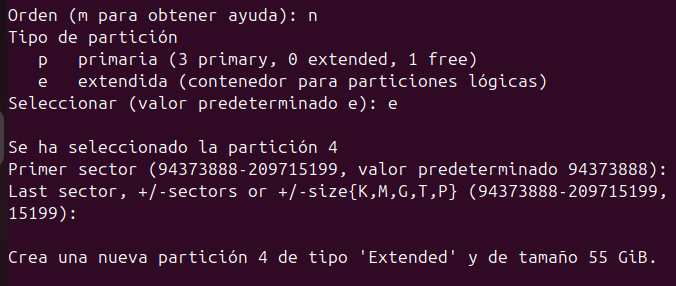 Orden (m para obtener ayuda): n
Tipo de partición
p primaria (3 primary, 0 extended, 1 free)
e extendida (contenedor para particiones lógicas)
Seleccionar (valor predeterminado e): e
Se ha seleccionado la partición 4
Primer sector (94373888-209715199, valor predeterminado 94373888):
Last sector, +/-sectors or +/-size{K,M,G,T,P} (94373888-209715199,
15199):
Crea una nueva partición 4 de tipo 'Extended' y de tamaño 55 GiB.